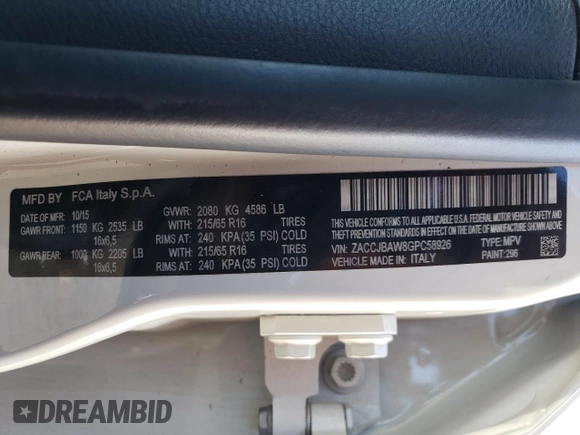 MFD BY FCA Italy S.p.A.
DATE OF MFR 10/15
GVWR: 2080 KG 4586 LB
GAWR FRONT: 1150 KG 2535 LB
WITH: 215/65 R16 TIRES
16x6,5
RIMS AT: 240 KPA (35 PSI) COLD
GAWR REAR: 1000 KG 2205 LB
WITH: 215/65 R16 TIRES
16x6,5
RIMS AT: 240 KPA (35 PSI) COLD
THIS VEHICLE CONFORMS TO ALL APPLICABLE U.S.A. FEDERAL MOTOR VEHICLE SAFETY,
BUMPER, AND THEFT PREVENTION
STANDARDS IN EFFECT ON THE DATE OF MANUFACTURE SHOWN ABOVE.
VIN: ZACCJBAW8GPC58926 TYPE: MPV
VEHICLE MADE IN: ITALY PAINT: 296
DREAMBID